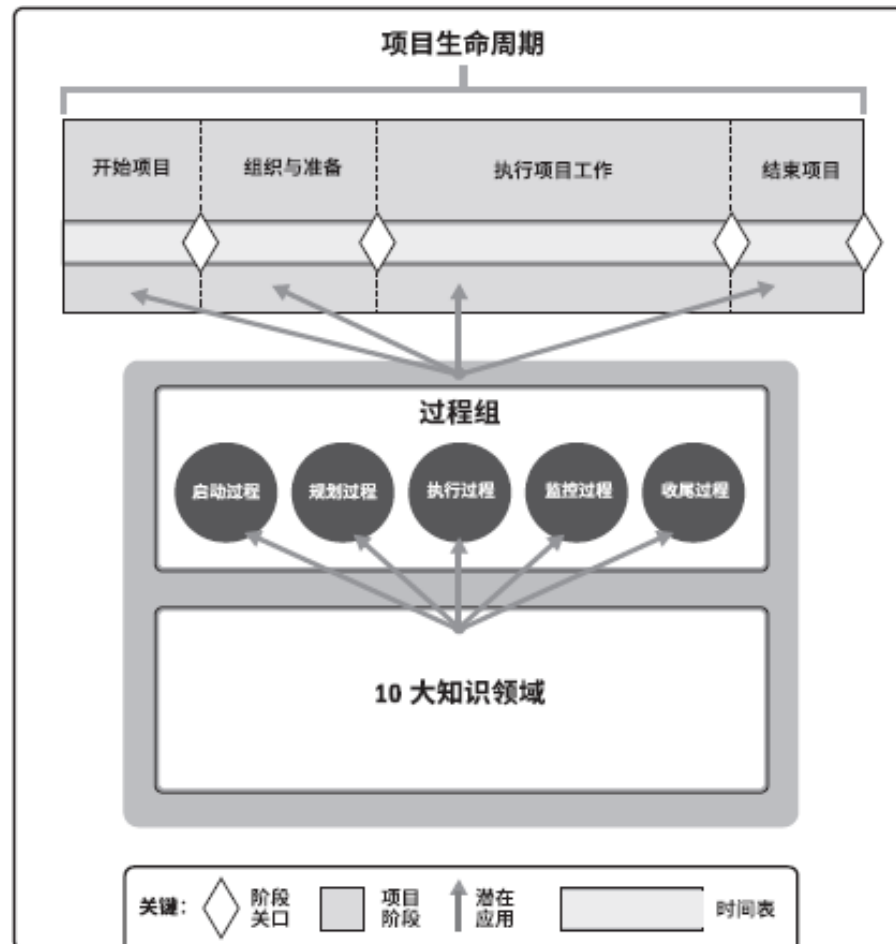 项目生命周期
开始项目
组织与准备
执行项目工作
结束项目
过程组
启动过程
规划过程
执行过程
监控过程
收尾过程
10 大知识领域
关键：
阶段
关口
项目
阶段
潜在
应用
时间表